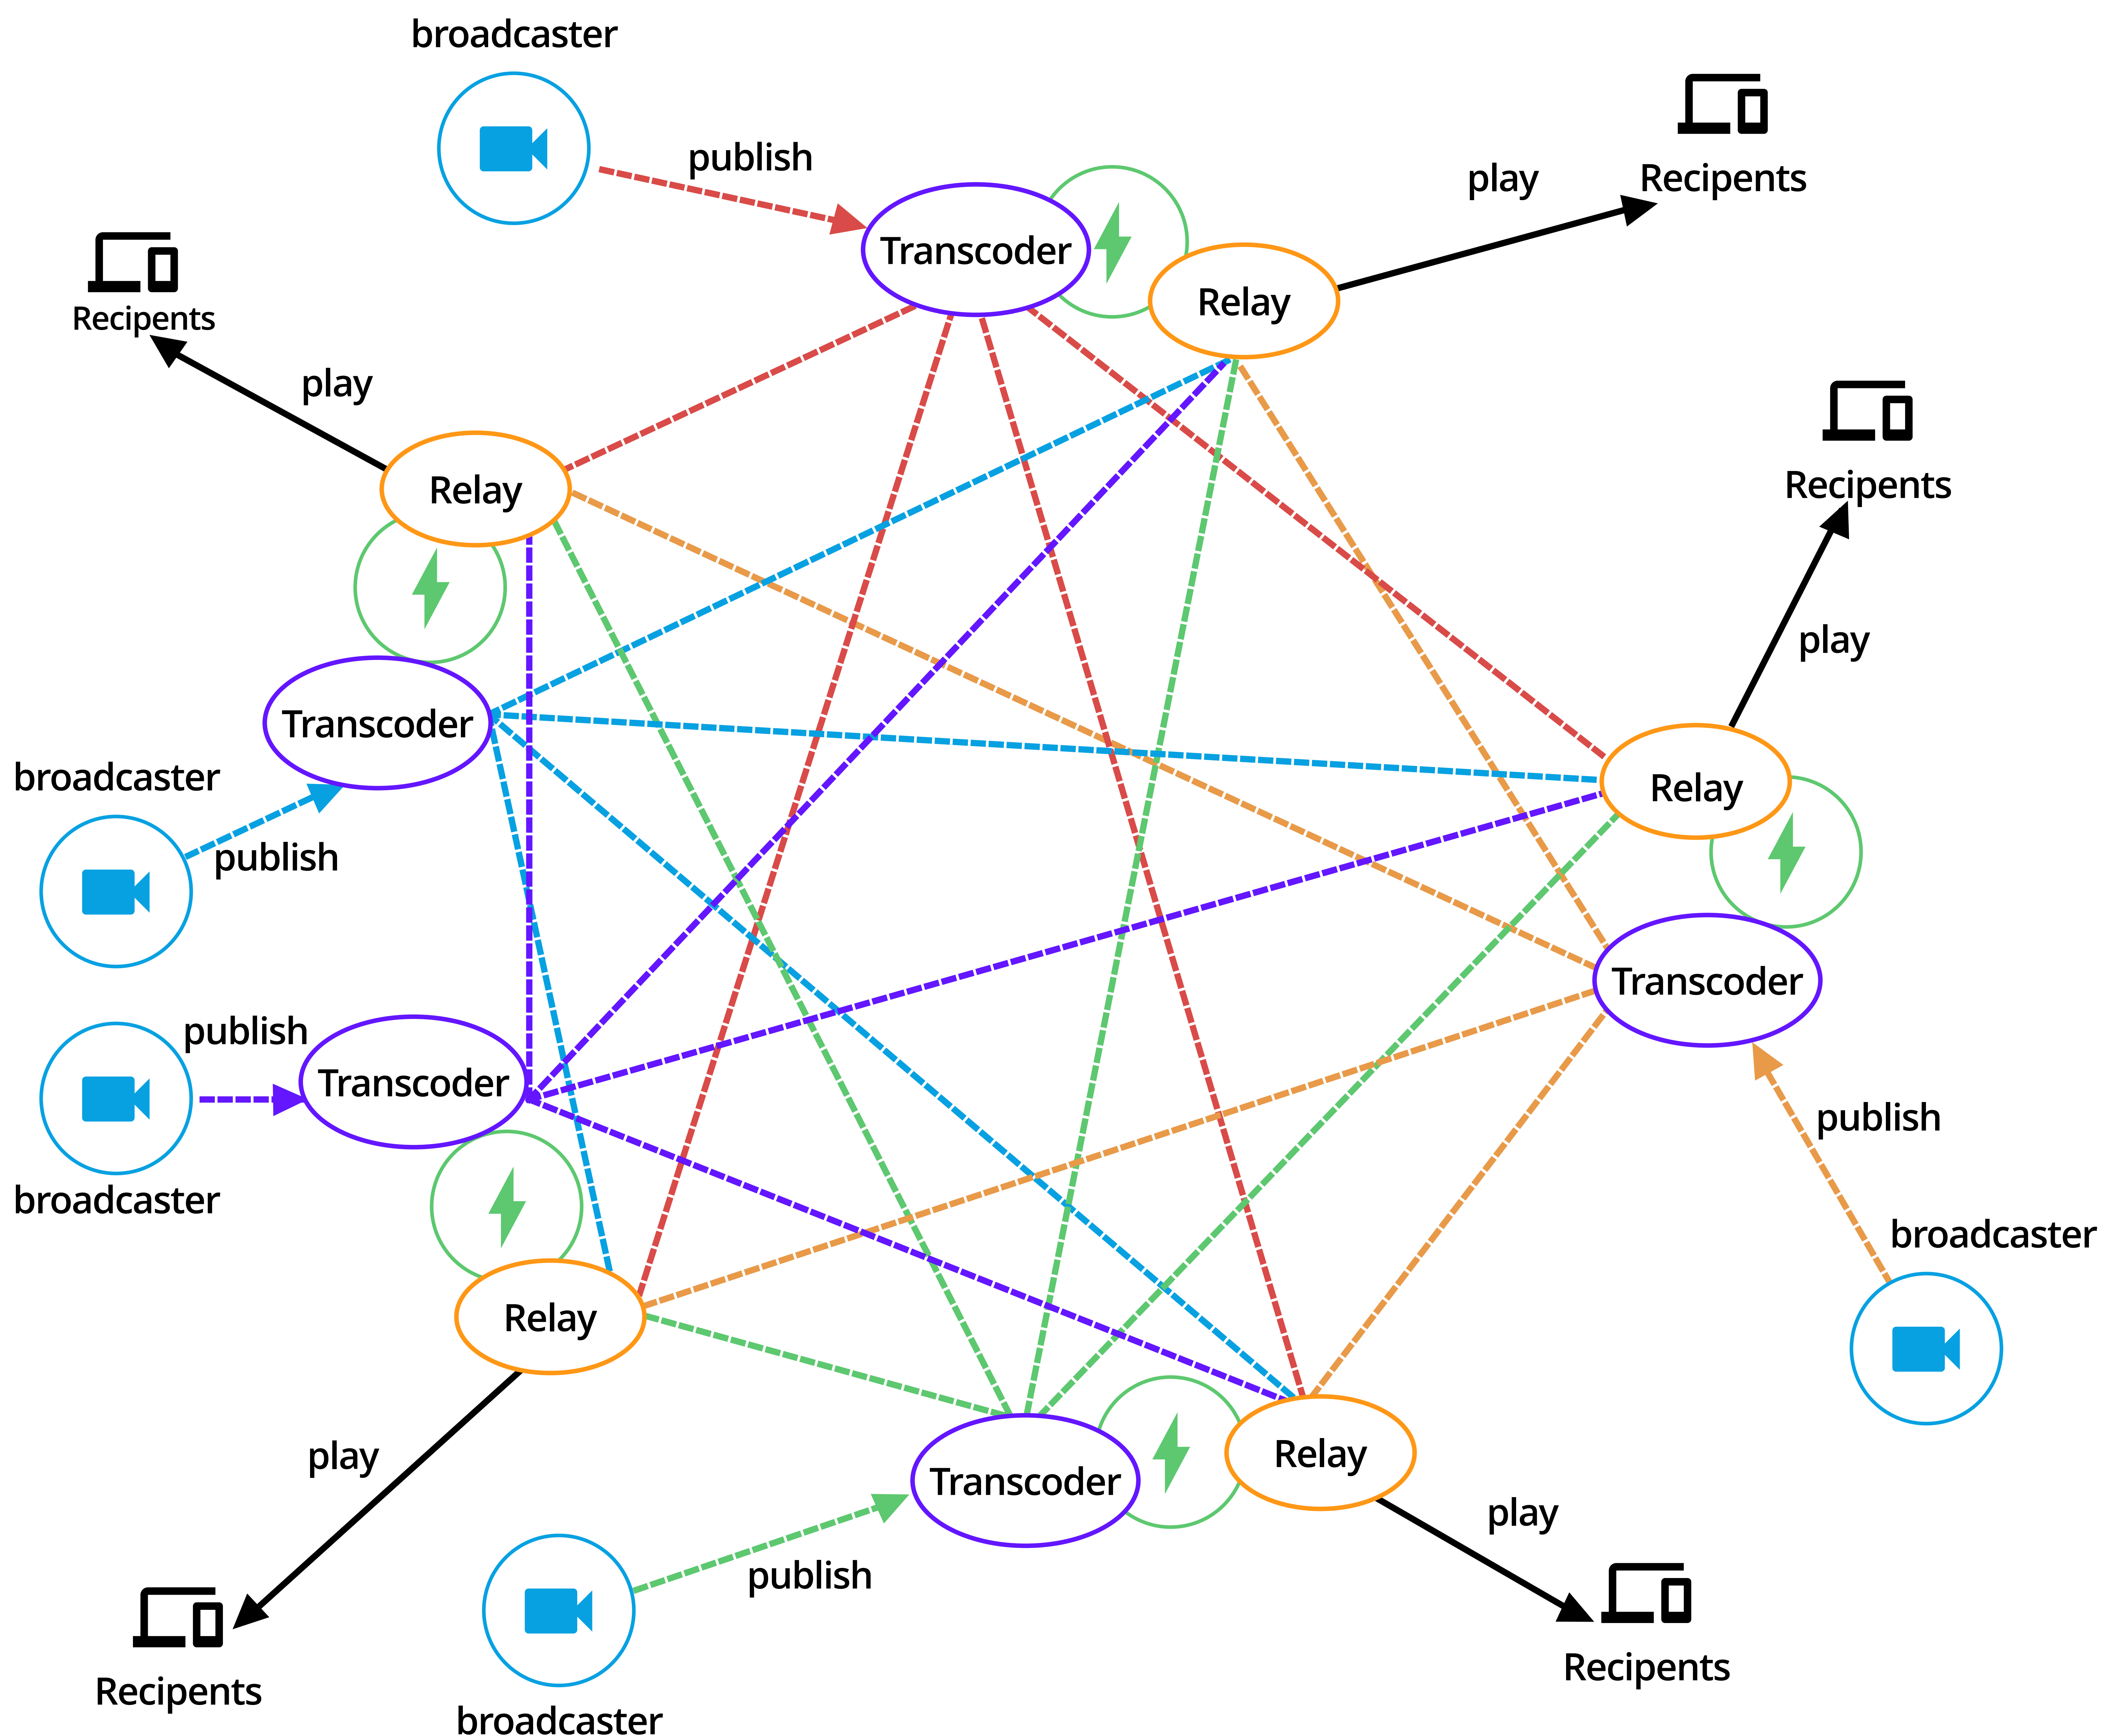 broadcaster
publish
Transcoder
Relay
play
Recipents
Recipents
play
Relay
Transcoder
broadcaster
publish
Recipents
play
Relay
Transcoder
publish
broadcaster
publish
Transcoder
broadcaster
Relay
play
Recipents
Transcoder
Relay
publish
broadcaster
play
Recipents